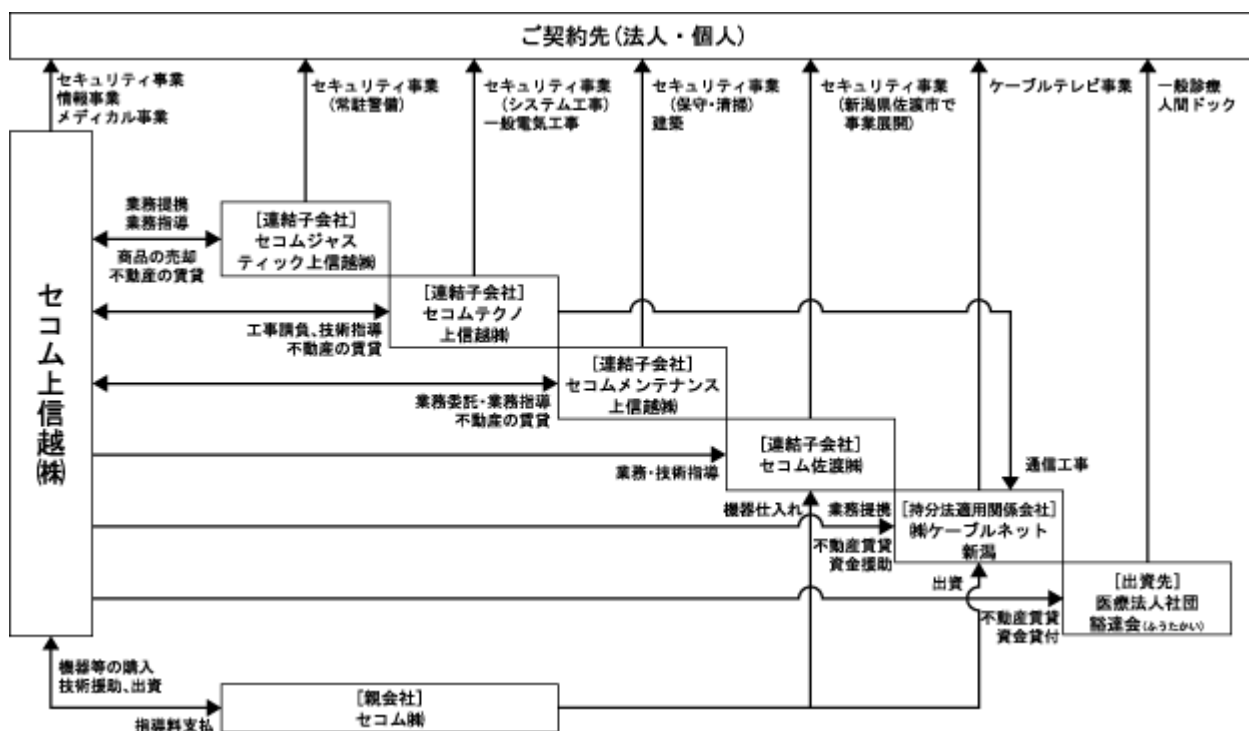 ご契約先(法人・個人)
セキュリティ事業
情報事業
メディカル事業
セキュリティ事業
(常駐警備)
セキュリティ事業
(システム工事)
一般電気工事
セキュリティ事業
(保守・清掃)
建築
セキュリティ事業
(新潟県佐渡市で
事業展開)
ケーブルテレビ事業
一般診療
人間ドック
セコム上信越㈱
業務提携
業務指導
商品の売却
不動産の賃貸
[連結子会社]
セコムジャス
ティック上信越㈱
工事請負、技術指導
不動産の賃貸
[連結子会社]
セコムテクノ
上信越㈱
業務委託・業務指導
不動産の賃貸
[連結子会社]
セコムメンテナンス
上信越㈱
業務・技術指導
[連結子会社]
セコム佐渡㈱
通信工事
機器仕入れ
業務提携
不動産賃貸
資金援助
[持分法適用関係会社]
㈱ケーブルネット
新潟
出資
不動産賃貸
資金貸付
[出資先]
医療法人社団
豁達会(ふうたかい)
機器等の購入
技術援助、出資
指導料支払
[親会社]
セコム㈱